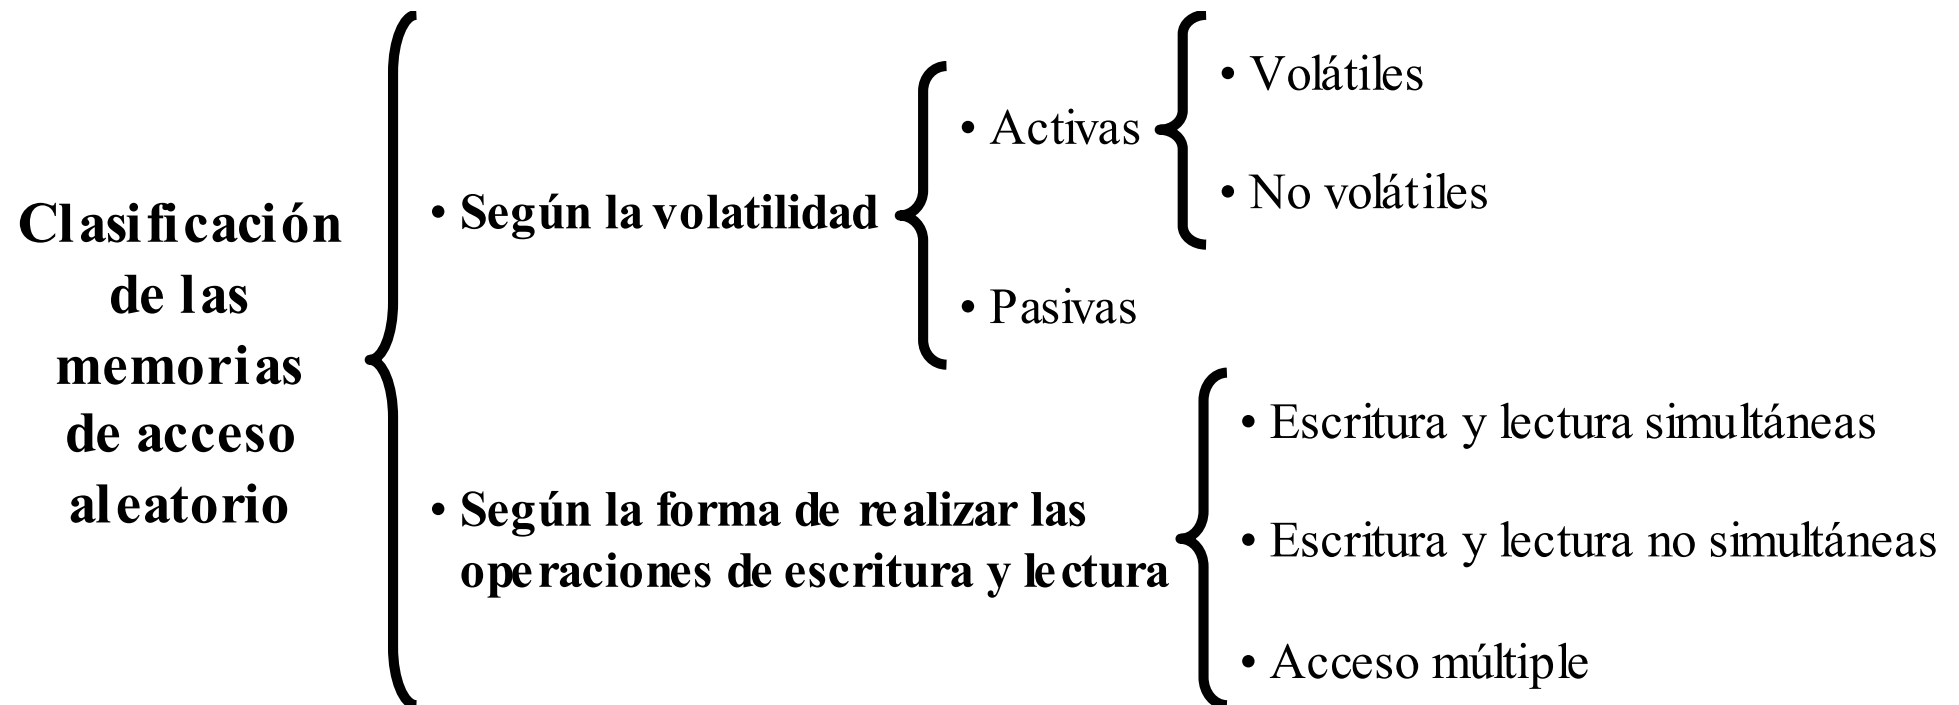 Clasificación
de las
memorias
de acceso
aleatorio
• Según la volatilidad
• Activas
• Volátiles
• No volátiles
• Pasivas
• Según la forma de realizar las
operaciones de escritura y lectura
• Escritura y lectura simultáneas
• Escritura y lectura no simultáneas
• Acceso múltiple